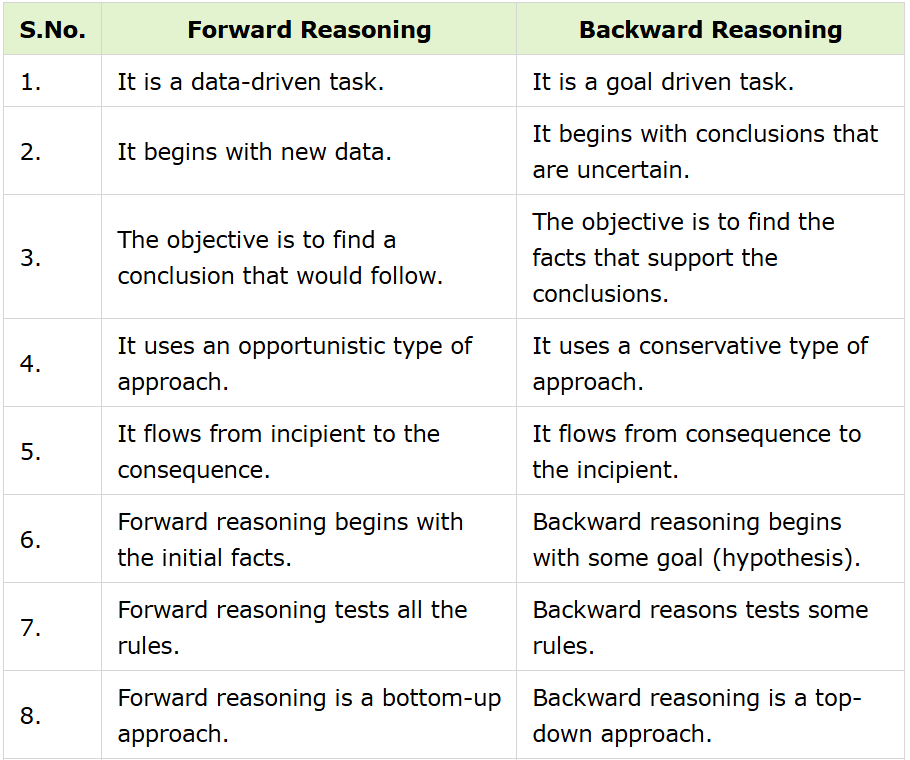 S.No. Forward Reasoning Backward Reasoning
1. It is a data-driven task. It is a goal driven task.
2. It begins with new data. It begins with conclusions that
are uncertain.
3. The objective is to find a
conclusion that would follow. The objective is to find the
facts that support the
conclusions.
4. It uses an opportunistic type of
approach. It uses a conservative type of
approach.
5. It flows from incipient to the
consequence. It flows from consequence to
the incipient.
6. Forward reasoning begins with
the initial facts. Backward reasoning begins
with some goal (hypothesis).
7. Forward reasoning tests all the
rules. Backward reasons tests some
rules.
8. Forward reasoning is a bottom-up
approach. Backward reasoning is a top-
down approach.